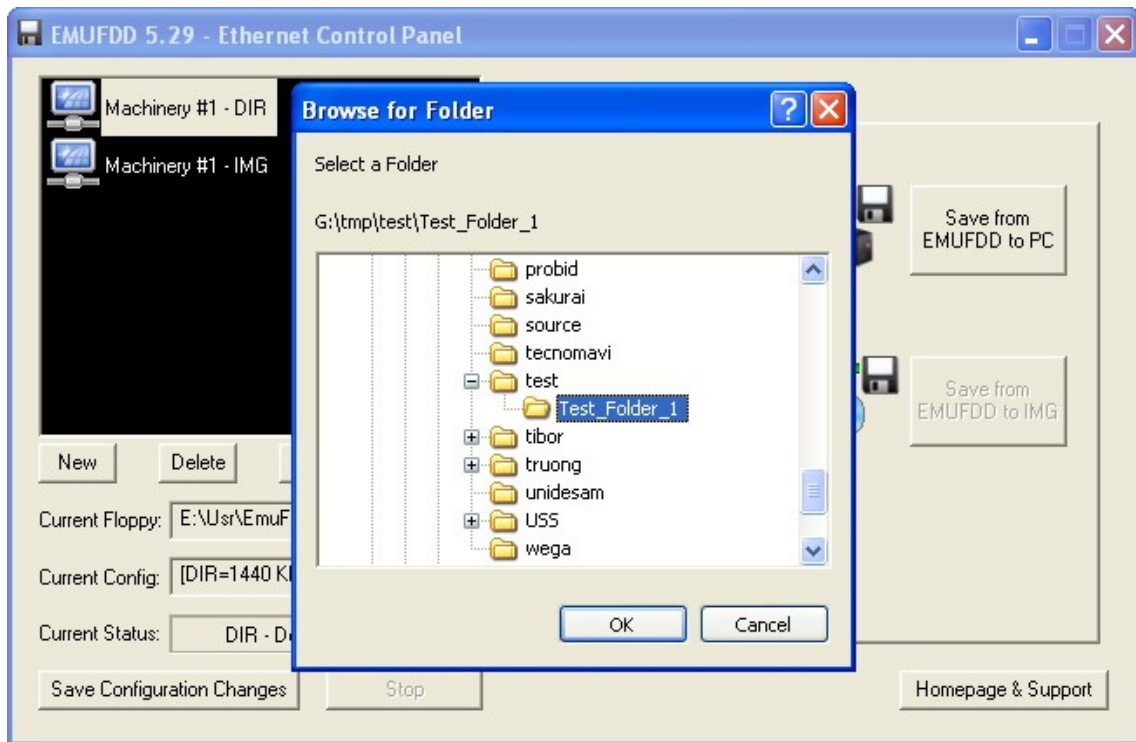 EMUFDD 5.29 - Ethernet Control Panel
Machinery #1 - DIR
Machinery #1 - IMG
Browse for Folder
Select a Folder
G:\tmp\test\Test_Folder_1
probid
sakurai
source
tecnomavi
test
Test_Folder_1
tibor
truong
unidesam
USS
wega
OK
Cancel
Save from
EMUFDD to PC
Save from
EMUFDD to IMG
New
Delete
Current Floppy:
E:\Usr\EmuF
Current Config:
[DIR=1440 K
Current Status:
DIR - D
Save Configuration Changes
Stop
Homepage & Support